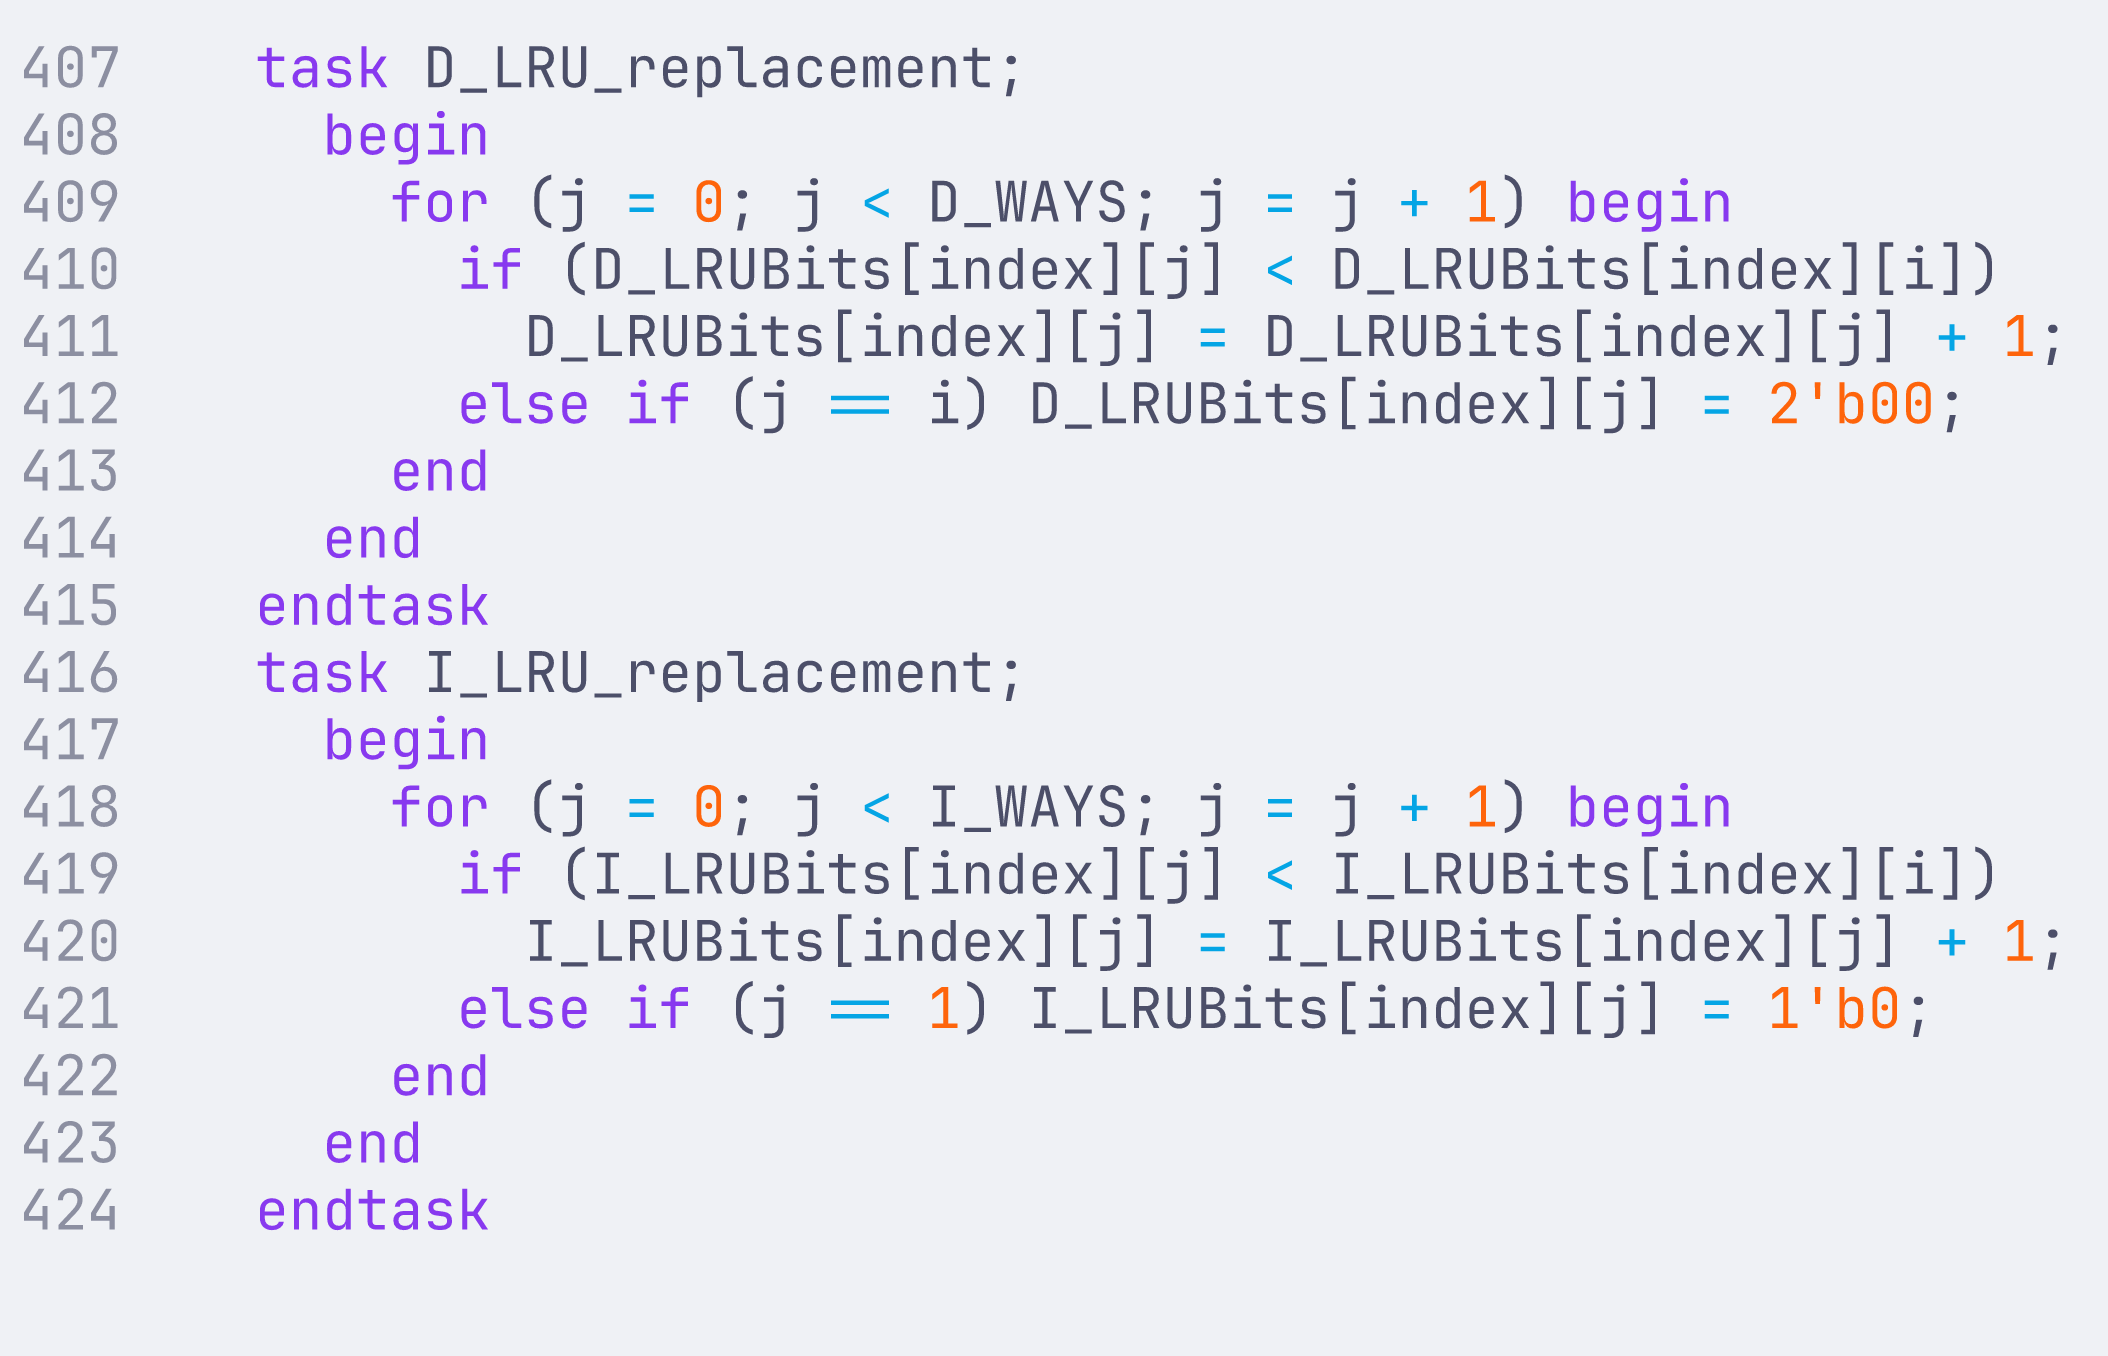 407    task D_LRU_replacement;
408      begin
409        for (j = 0; j < D_WAYS; j = j + 1) begin
410          if (D_LRUBits[index][j] < D_LRUBits[index][i])
411            D_LRUBits[index][j] = D_LRUBits[index][j] + 1;
412          else if (j == i) D_LRUBits[index][j] = 2'b00;
413        end
414      end
415    endtask
416    task I_LRU_replacement;
417      begin
418        for (j = 0; j < I_WAYS; j = j + 1) begin
419          if (I_LRUBits[index][j] < I_LRUBits[index][i])
420            I_LRUBits[index][j] = I_LRUBits[index][j] + 1;
421          else if (j == 1) I_LRUBits[index][j] = 1'b0;
422        end
423      end
424    endtask